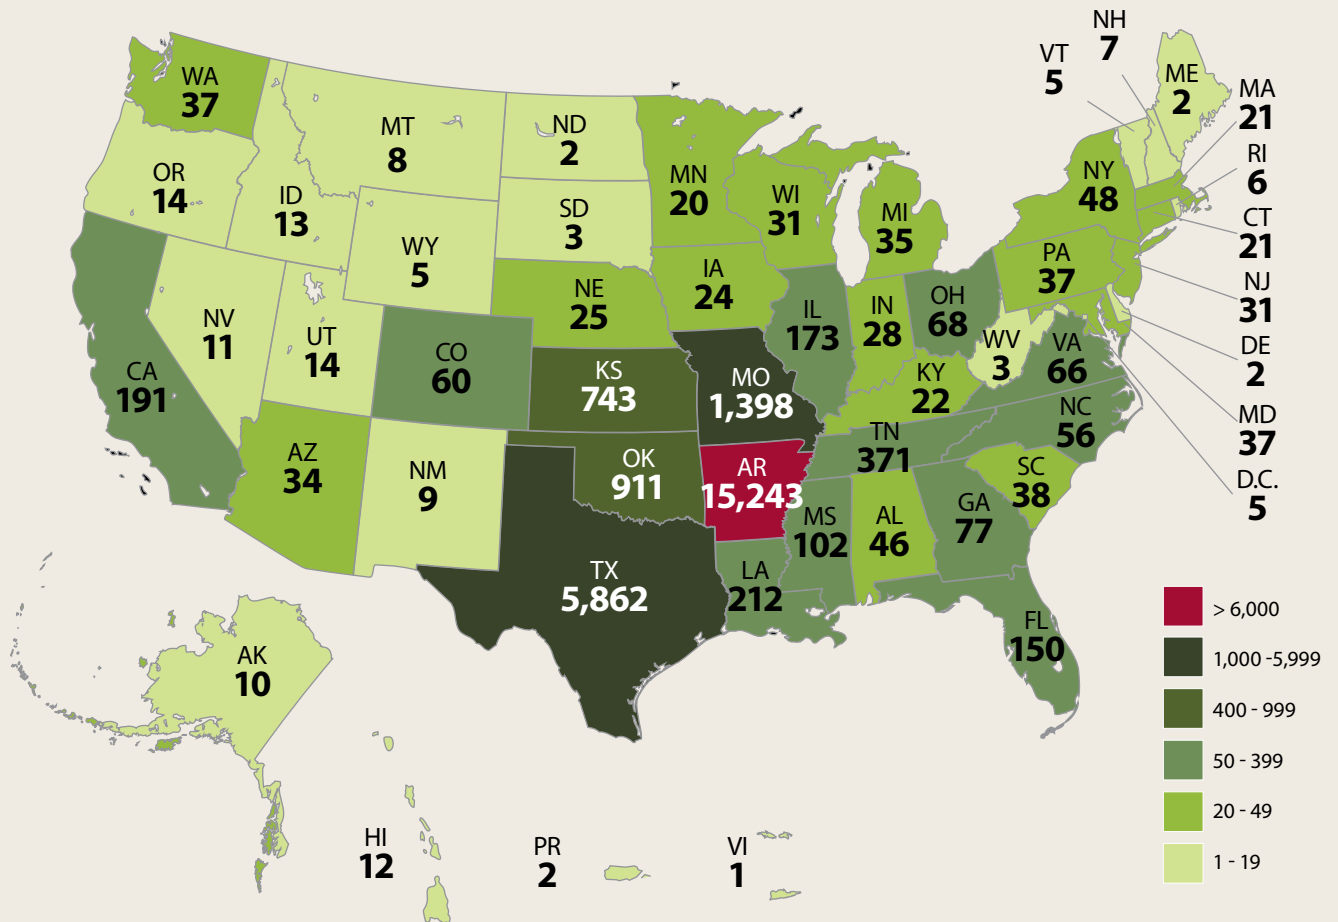 NH
7
VT
5
ME
2
MA
21
RI
6
CT
21
NJ
31
DE
2
MD
37
D.C.
5
WA
37
MT
8
ND
2
MN
20
OR
14
ID
13
WY
5
SD
3
WI
31
MI
35
NY
48
PA
37
NE
25
IA
24
NV
11
UT
14
CO
60
CA
191
KS
743
MO
1,398
IL
173
IN
28
OH
68
WV
3
VA
66
KY
22
NC
56
TN
371
AZ
34
NM
9
OK
911
AR
15,243
MS
102
AL
46
GA
77
SC
38
TX
5,862
LA
212
FL
150
AK
10
HI
12
PR
2
VI
1
> 6,000
1,000 -5,999
400 - 999
50 - 399
20 - 49
1 - 19